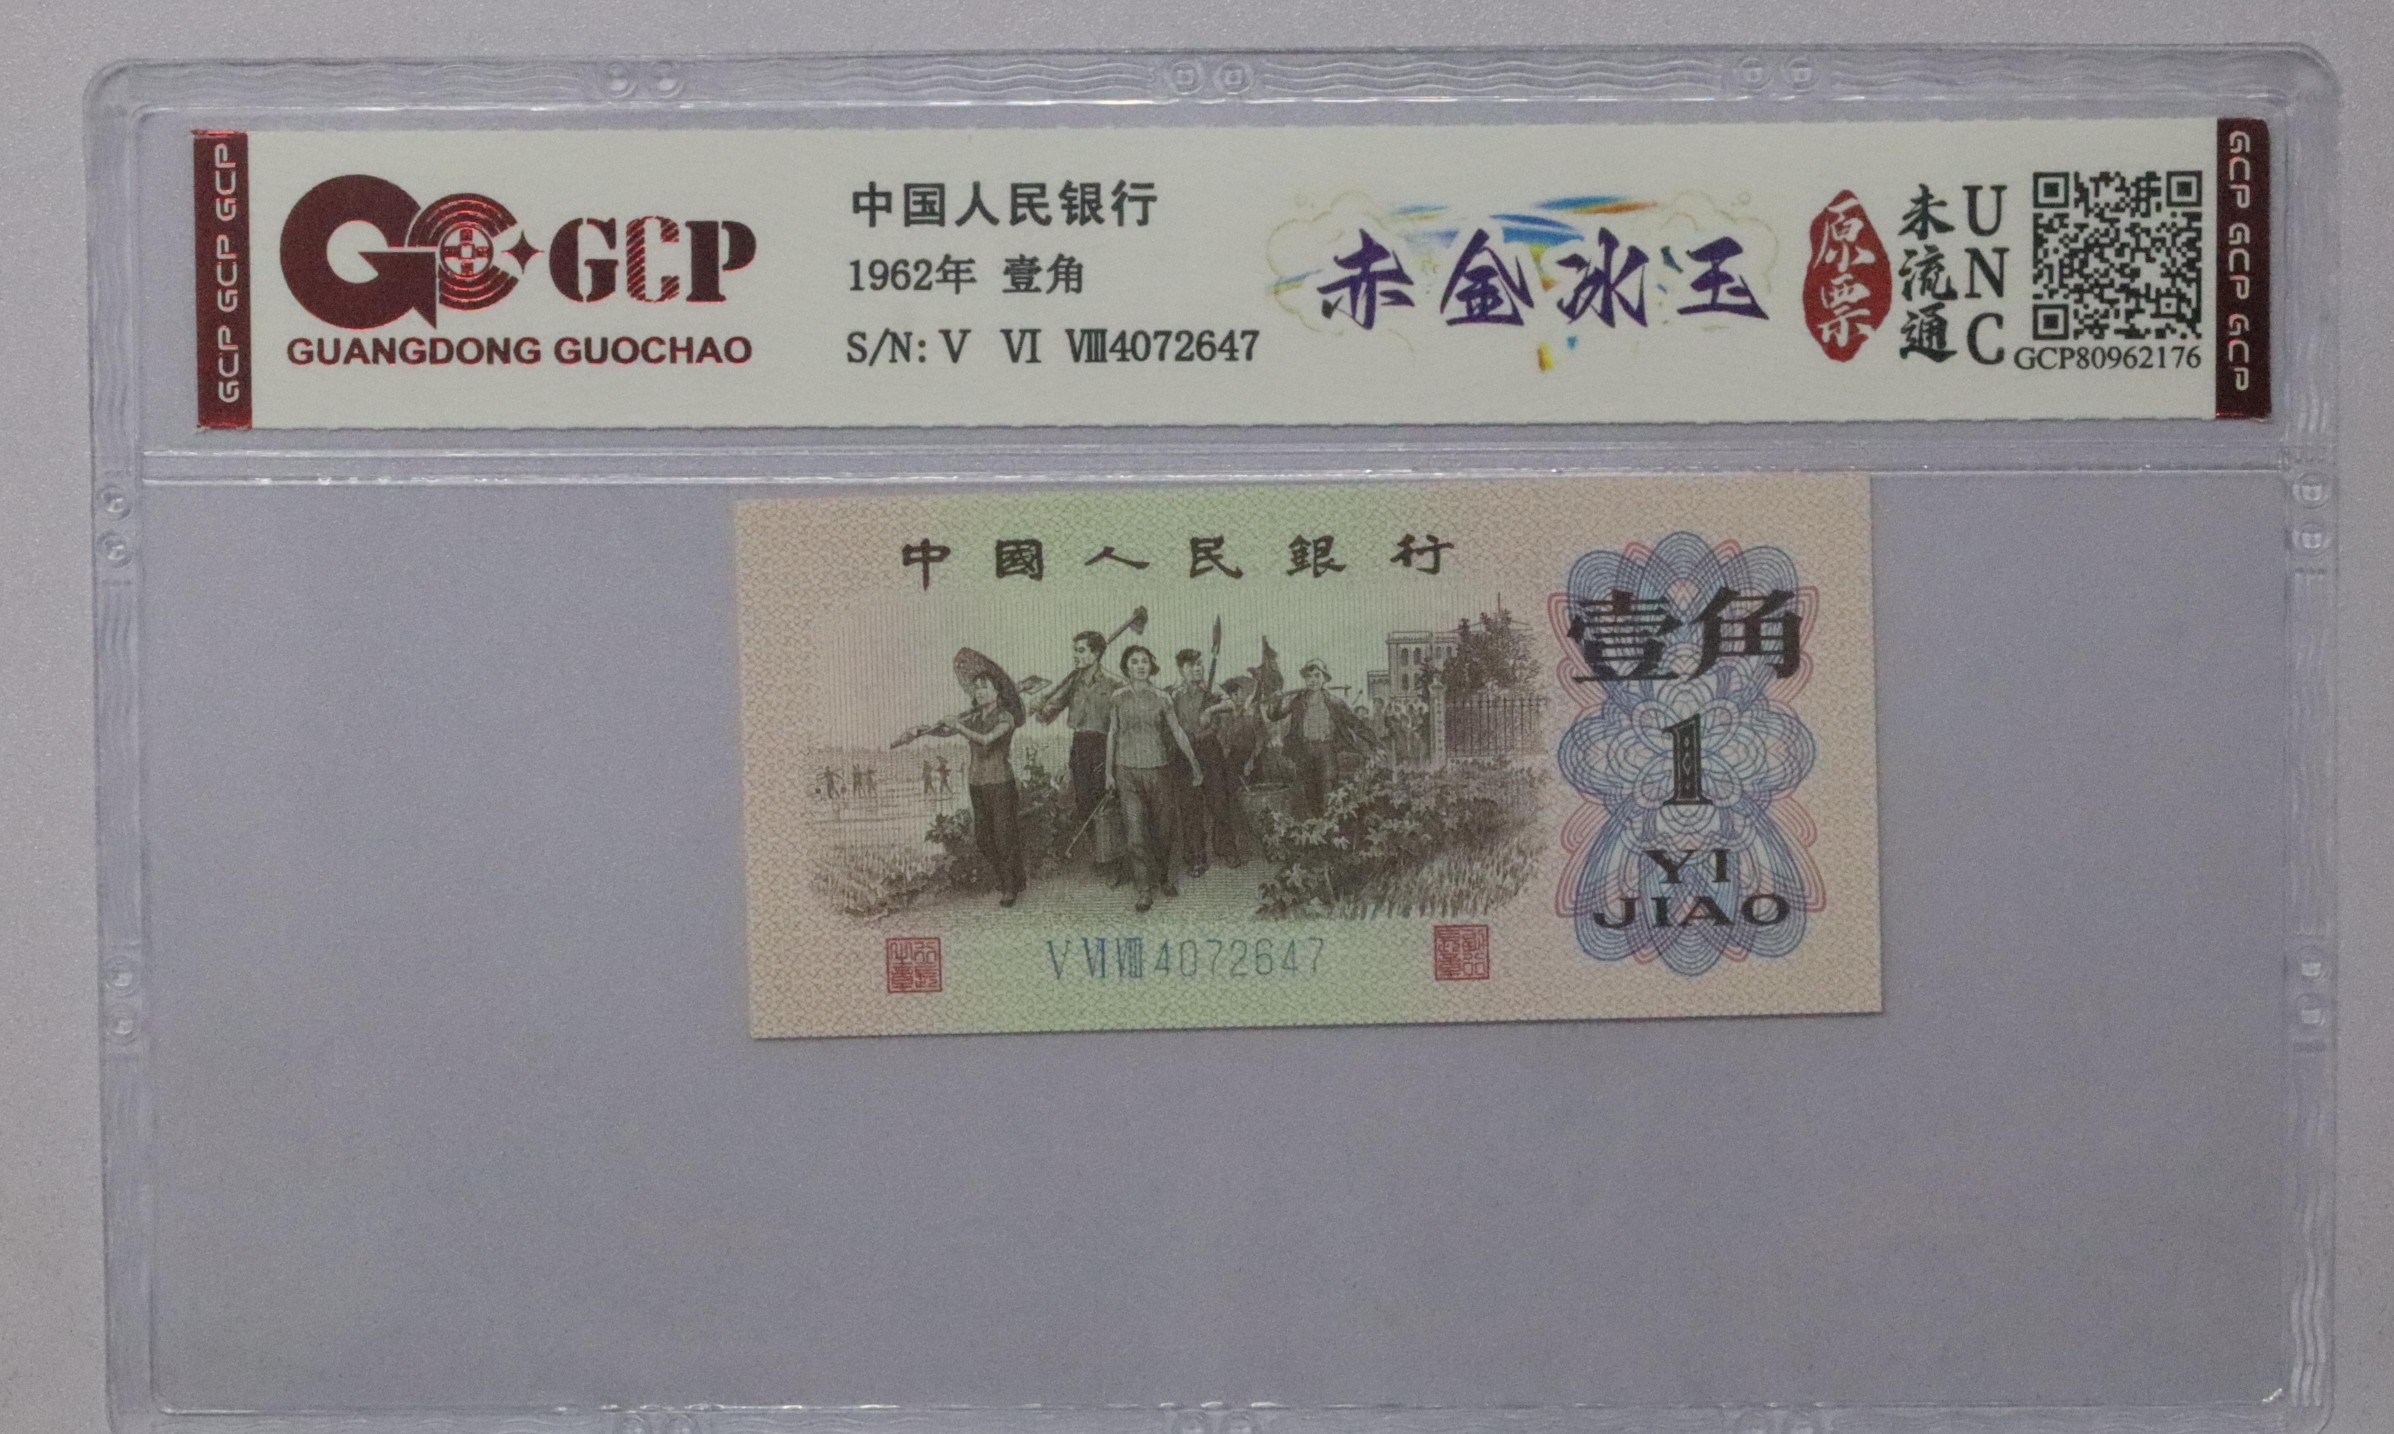 GCP GCP GCP
GCP
GUANGDONG GUOCHAO
中国人民银行
1962年 壹角
S/N: Ⅴ Ⅵ Ⅷ4072647
赤金冰玉
原票
未流通
UNC
GCP80962176
GCP GCP GCP
中國人民銀行
壹角
1
YI
JIAO
Ⅴ Ⅵ Ⅷ 4072647